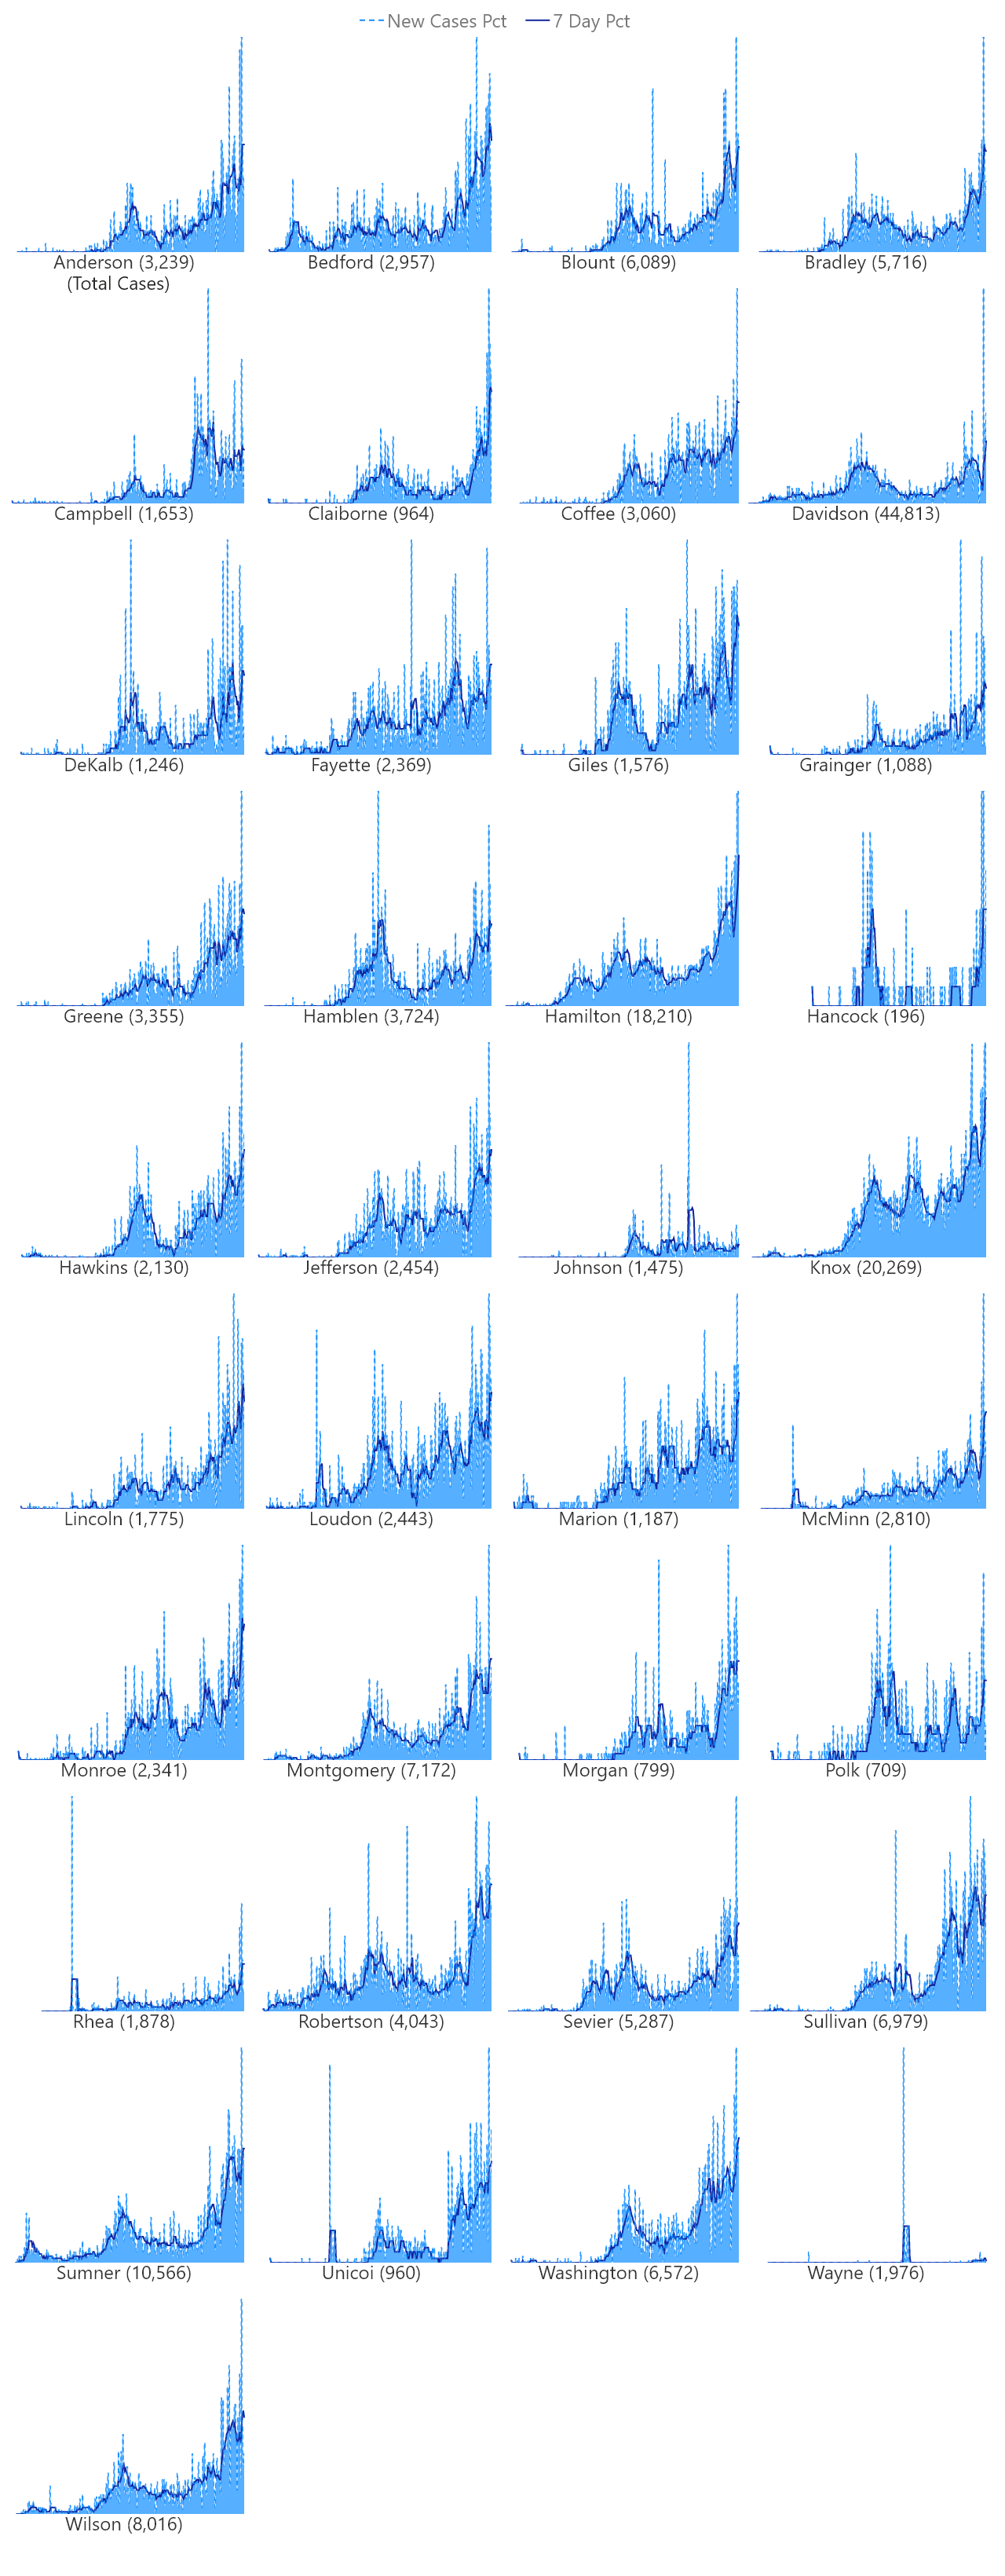 New Cases Pct 7 Day Pct
Anderson (3,239) Bedford (2,957) Blount (6,089) Bradley (5,716)
(Total Cases)
Campbell (1,653) Claiborne (964) Coffee (3,060) Davidson (44,813)
DeKalb (1,246) Fayette (2,369) Giles (1,576) Grainger (1,088)
Greene (3,355) Hamblen (3,724) Hamilton (18,210) Hancock (196)
Hawkins (2,130) Jefferson (2,454) Johnson (1,475) Knox (20,269)
Lincoln (1,775) Loudon (2,443) Marion (1,187) McMinn (2,810)
Monroe (2,341) Montgomery (7,172) Morgan (799) Polk (709)
Rhea (1,878) Robertson (4,043) Sevier (5,287) Sullivan (6,979)
Sumner (10,566) Unicoi (960) Washington (6,572) Wayne (1,976)
Wilson (8,016)